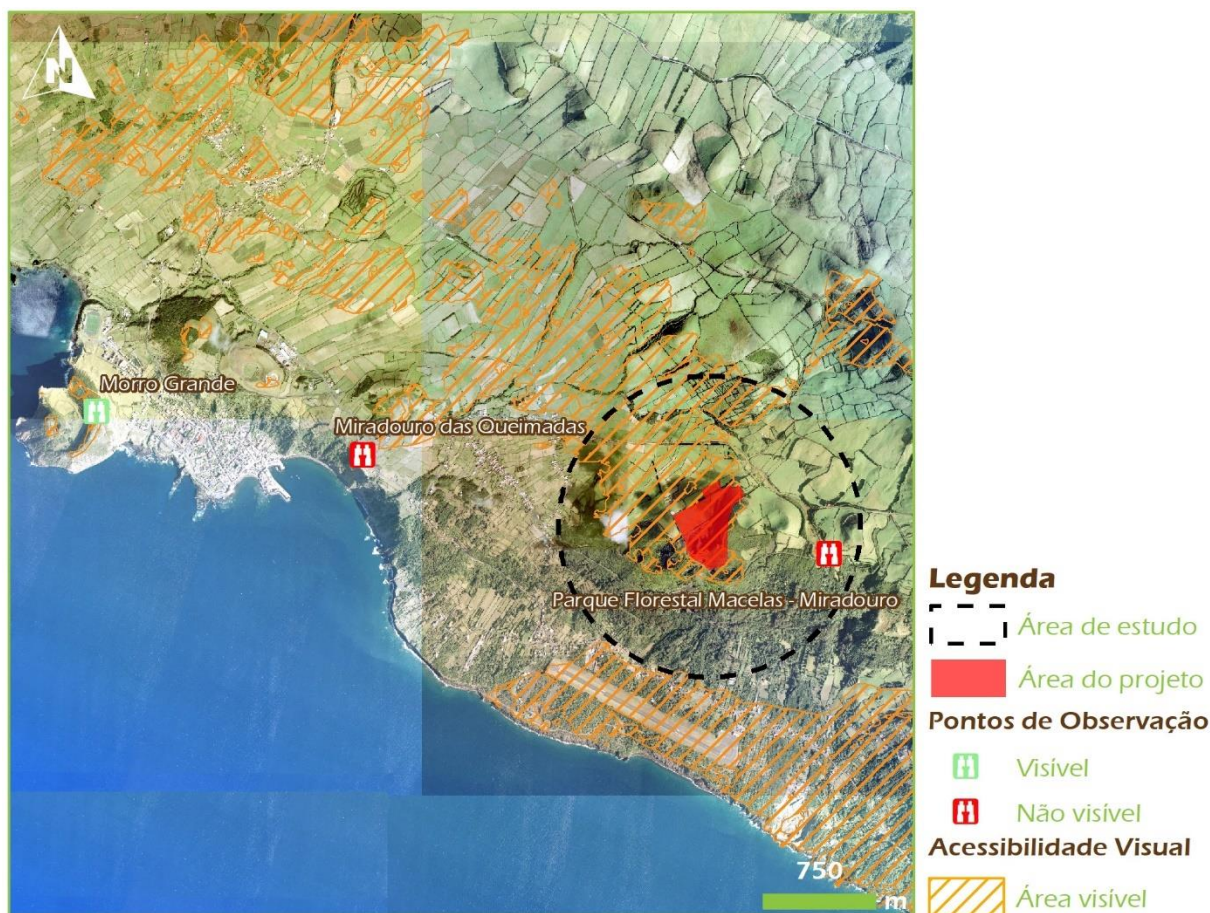 N
Morro Grande
Miradouro das Queimadas
Parque Florestal Macelas - Miradouro
750
m
Legenda
Área de estudo
Área do projeto
Pontos de Observação
Visível
Não visível
Acessibilidade Visual
Área visível